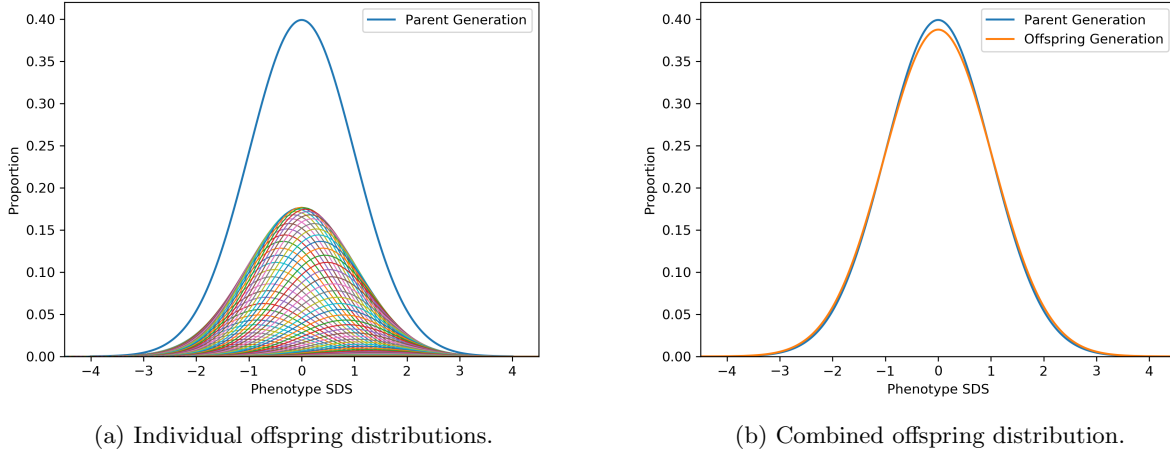 0.40
0.35
0.30
0.25
0.20
0.15
0.10
0.05
0.00
Proportion
Parent Generation
−4 −3 −2 −1 0 1 2 3 4
Phenotype SDS
(a) Individual offspring distributions.
0.40
0.35
0.30
0.25
0.20
0.15
0.10
0.05
0.00
Proportion
Parent Generation
Offspring Generation
−4 −3 −2 −1 0 1 2 3 4
Phenotype SDS
(b) Combined offspring distribution.